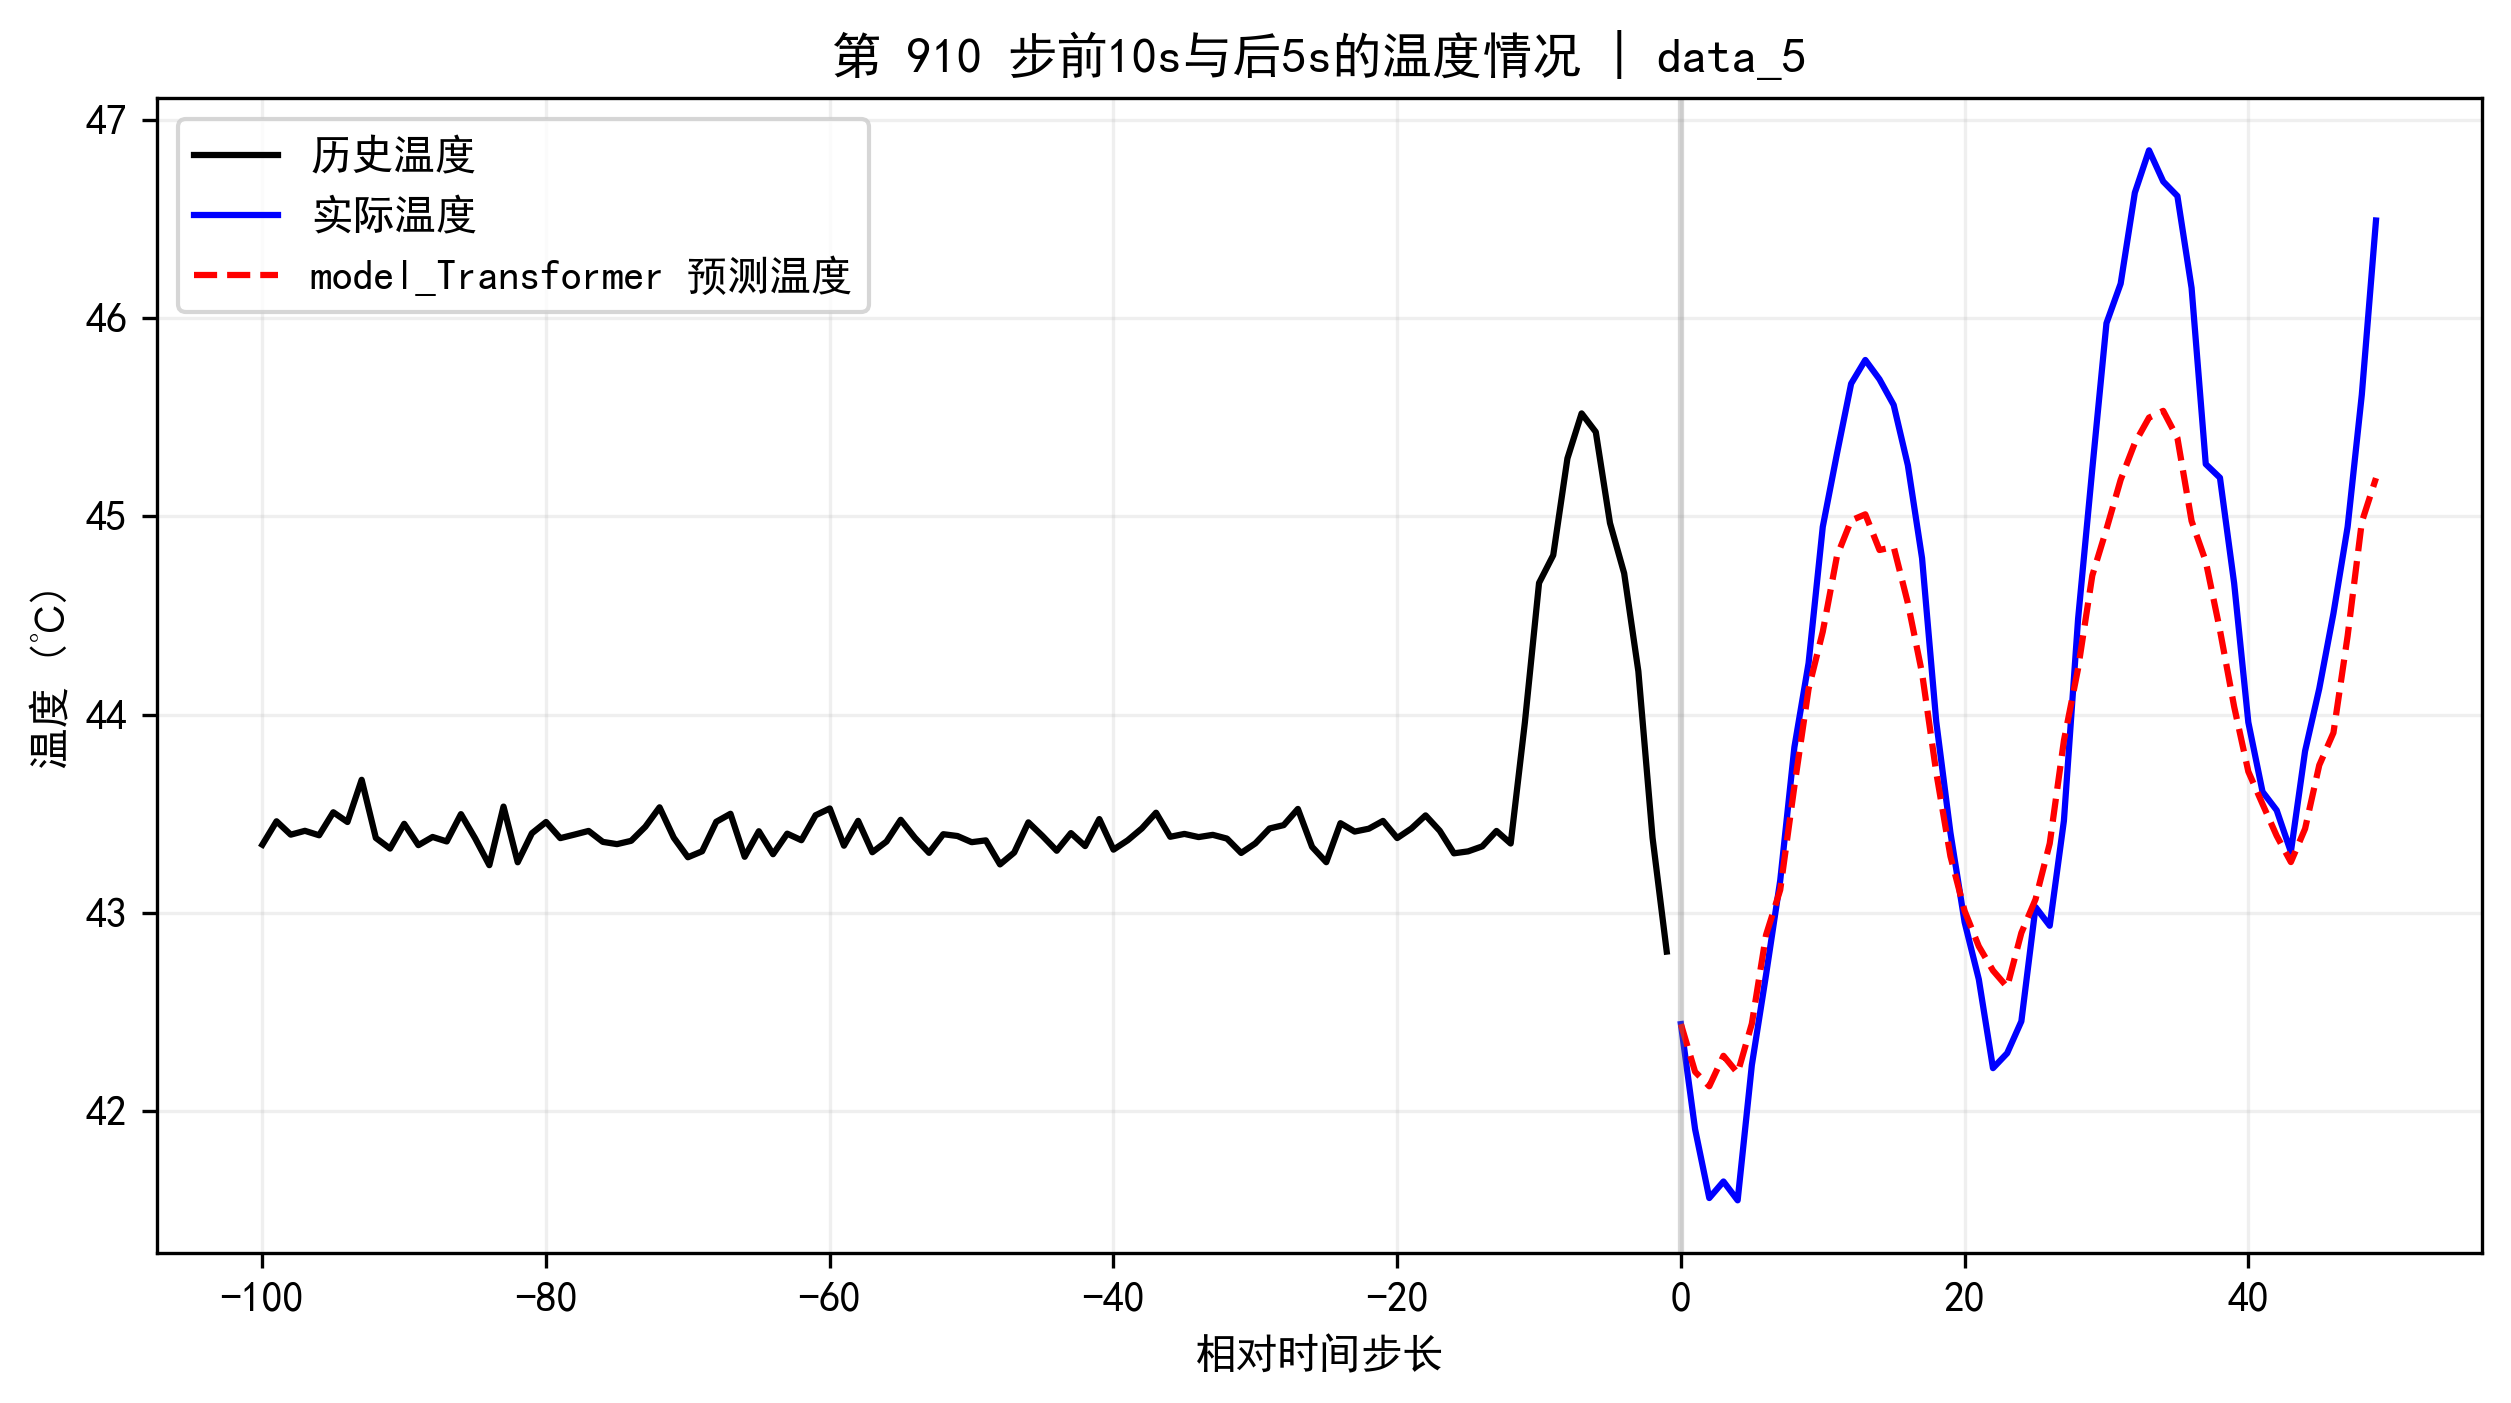 第 910 步前10s与后5s的温度情况 | data_5
历史温度
实际温度
model_Transformer 预测温度
温度 (℃)
47
46
45
44
43
42
−100 −80 −60 −40 −20 0 20 40
相对时间步长